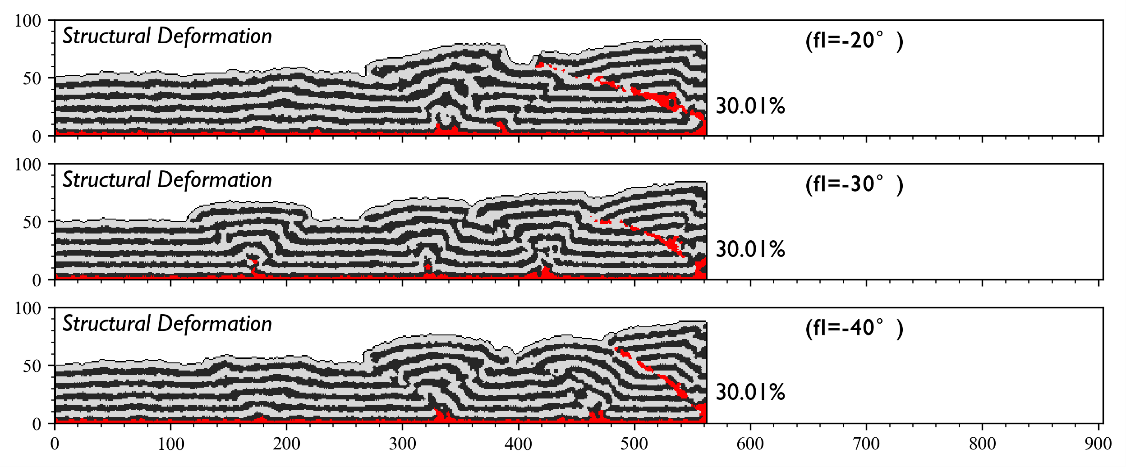 100
Structural Deformation
(fl=-20° )
50
30.01%
0
100
Structural Deformation
(fl=-30° )
50
30.01%
0
100
Structural Deformation
(fl=-40° )
50
30.01%
0
0 100 200 300 400 500 600 700 800 900